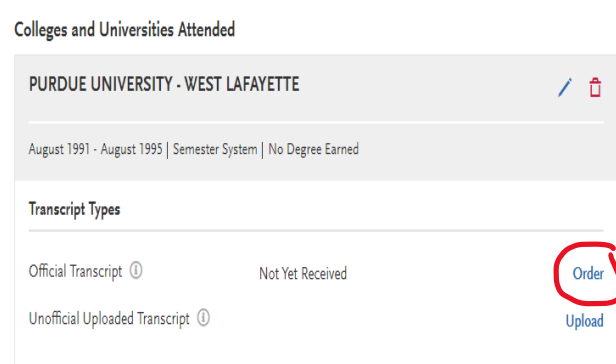 Colleges and Universities Attended
PURDUE UNIVERSITY - WEST LAFAYETTE
August 1991 - August 1995 | Semester System | No Degree Earned
Transcript Types
Official Transcript Not Yet Received Order
Unofficial Uploaded Transcript Upload